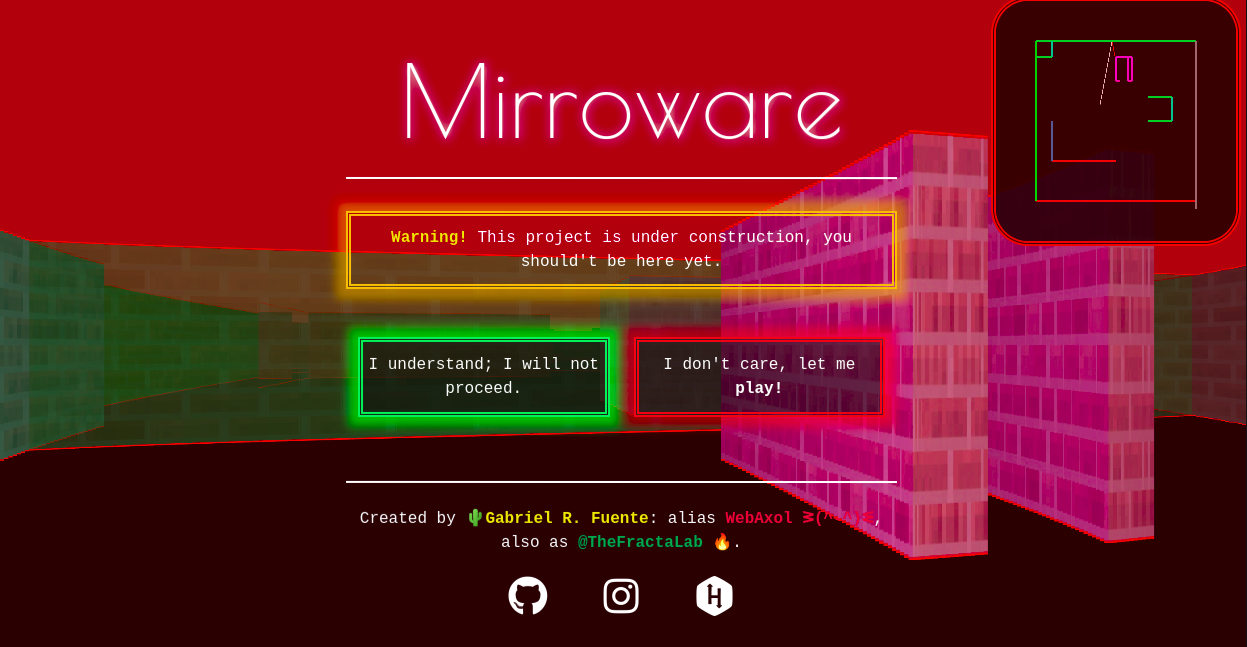 Mirroware
Warning! This project is under construction, you
should't be here yet.
I understand; I will not
proceed.
I don't care, let me
play!
Created by 🌵Gabriel R. Fuente: alias WebAxol
also as @TheFractaLab 🔥.